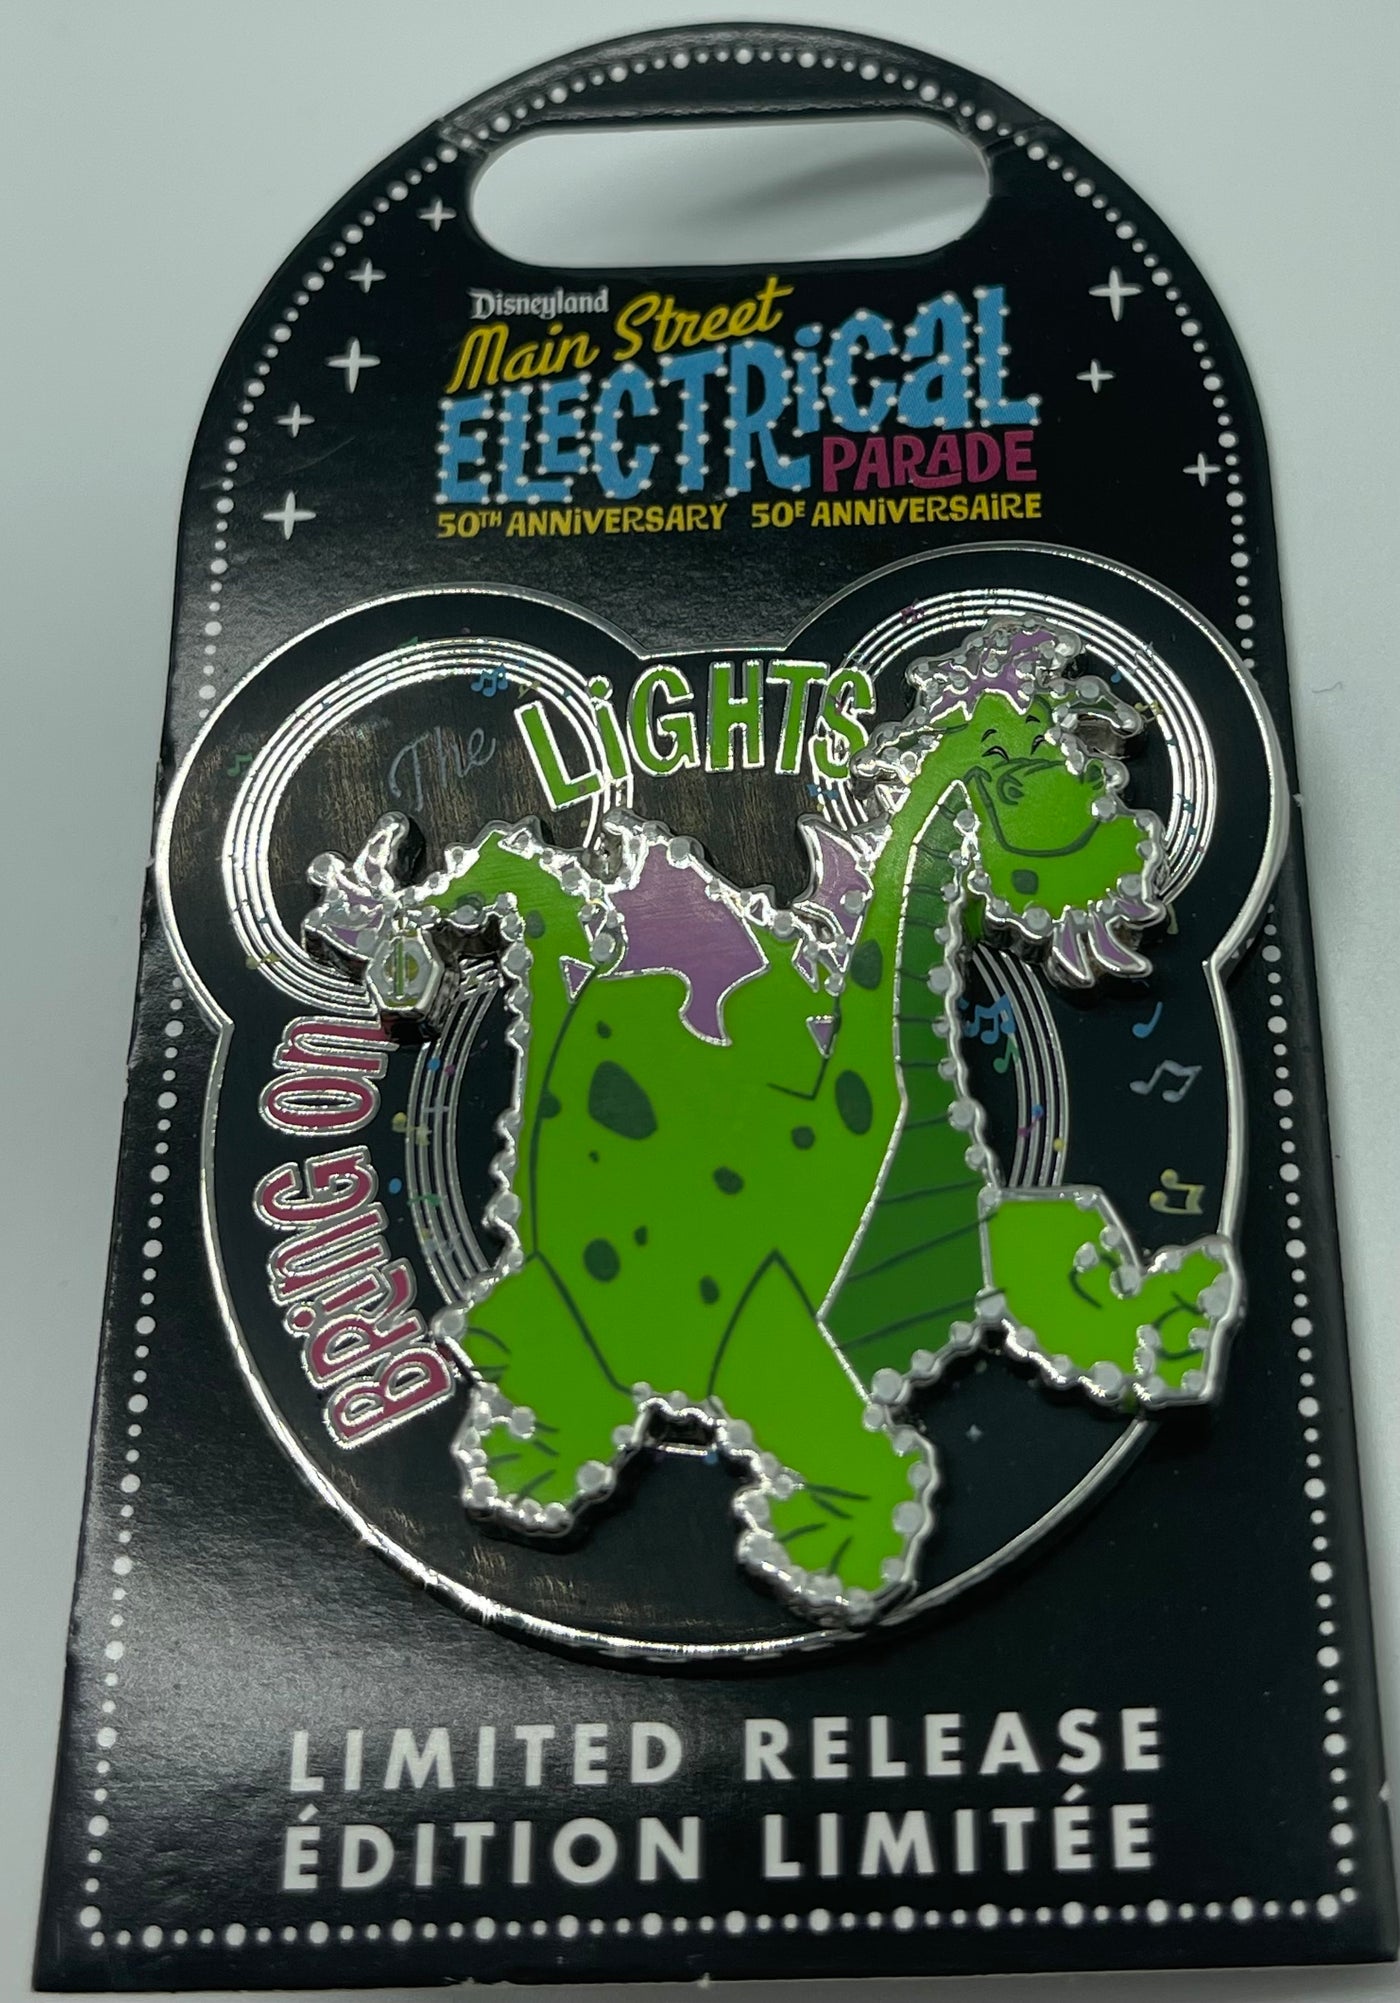 Disneyland
Main Street
ELECTRiCAL
PARADE
50TH ANNiVERSARY 50E ANNiVERSAiRE
BRiNG ON
The
LiGHTS
LIMITED RELEASE
ÉDITION LIMITÉE